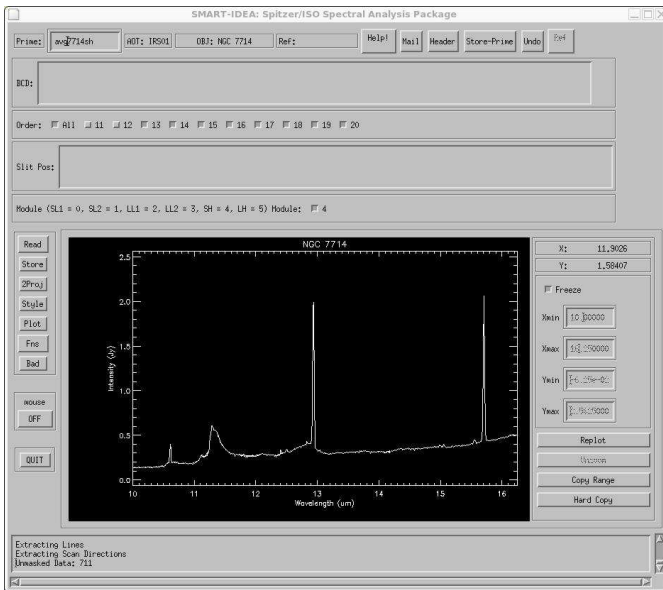 SMART-IDEA: Spitzer/ISO Spectral Analysis Package
Prime: avg7714sh AOT: IRS01 OBJ: NGC 7714 Ref: Help! Mail Header Store-Prime Undo Ref
BCD:
Order: All 11 12 13 14 15 16 17 18 19 20
Slit Pos:
Module (SL1 = 0, SL2 = 1, LL1 = 2, LL2 = 3, SH = 4, LH = 5) Module: 4
Read
Store
2Proj
Style
Plot
Fns
Bad
mouse
OFF
QUIT
NGC 7714
Intensity (Jy)
2.5
2.0
1.5
1.0
0.5
0.0
10 11 12 13 14 15 16
Wavelength (um)
X: 11.9026
Y: 1.58407
Freeze
Xmin
Xmax
Ymin
Ymax
Replot
Unzoom
Copy Range
Hard Copy
Extracting Lines
Extracting Scan Directions
Unmasked Data: 711